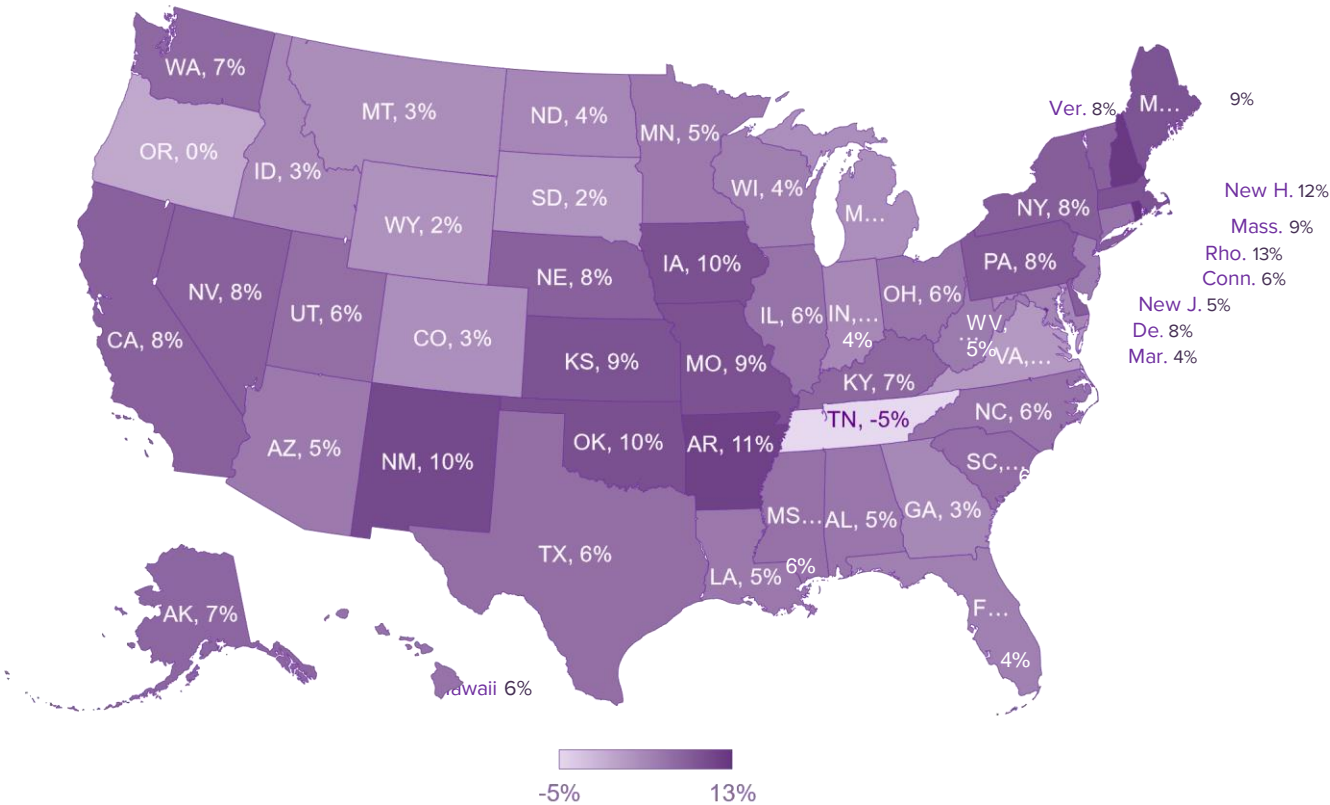 WA, 7%
OR, 0%
MT, 3%
ID, 3%
ND, 4%
MN, 5%
SD, 2%
WY, 2%
WI, 4%
M...
M...
9%
Ver. 8%
New H. 12%
Mass. 9%
Rho. 13%
Conn. 6%
New J. 5%
De. 8%
Mar. 4%
NY, 8%
PA, 8%
NE, 8%
IA, 10%
NV, 8%
UT, 6%
CO, 3%
CA, 8%
KS, 9%
MO, 9%
IL, 6%
IN,...
4%
OH, 6%
WV
...
5%
VA,...
KY, 7%
TN, -5%
NC, 6%
AZ, 5%
NM, 10%
OK, 10%
AR, 11%
SC,...
6
MS...
6%
AL, 5%
GA, 3%
TX, 6%
LA, 5%
F...
4%
AK, 7%
awaii 6%
-5%
13%